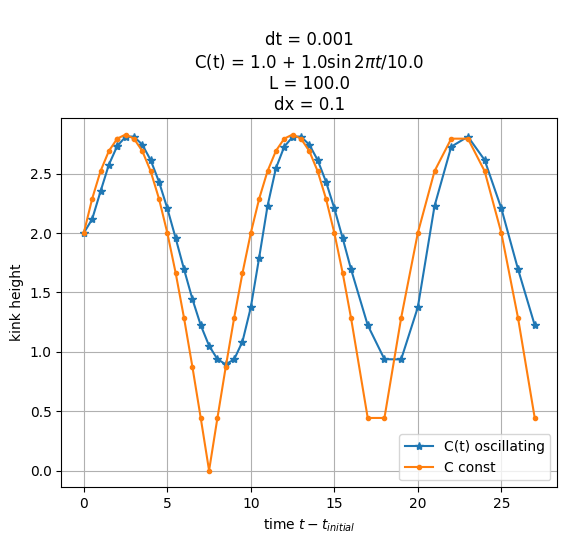 dt = 0.001
C(t) = 1.0 + 1.0sin 2πt/10.0
L = 100.0
dx = 0.1
kink height
2.5
2.0
1.5
1.0
0.5
0.0
C(t) oscillating
C const
0 5 10 15 20 25
time t − t_initial